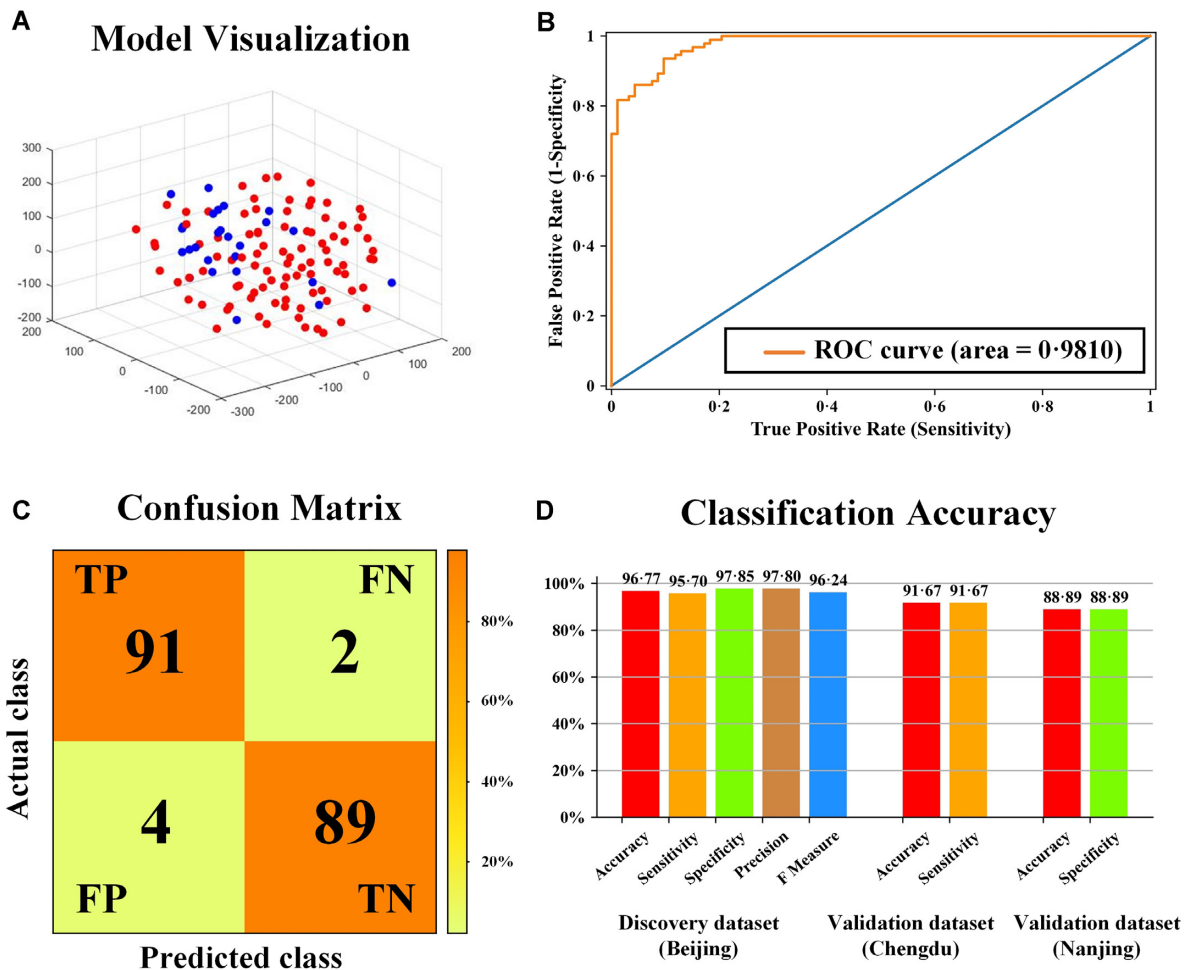 A
Model Visualization
300
200
100
0
-100
-200
200
100
0
-100
-200
-300
-200
-100
0
100
200
B
False Positive Rate (1-Specificity
1
0·8
0·6
0·4
0·2
0
0
0·2
0·4
0·6
0·8
1
ROC curve (area = 0·9810)
True Positive Rate (Sensitivity)
C
Confusion Matrix
Actual class
TP
FN
91
2
4
89
FP
TN
80%
60%
40%
20%
Predicted class
D
Classification Accuracy
100%
80%
60%
40%
20%
0%
96·77
95·70
97·85
97·80
96·24
91·67
91·67
88·89
88·89
Accuracy
Sensitivity
Specificity
Precision
F Measure
Accuracy
Sensitivity
Accuracy
Specificity
Discovery dataset
(Beijing)
Validation dataset
(Chengdu)
Validation dataset
(Nanjing)